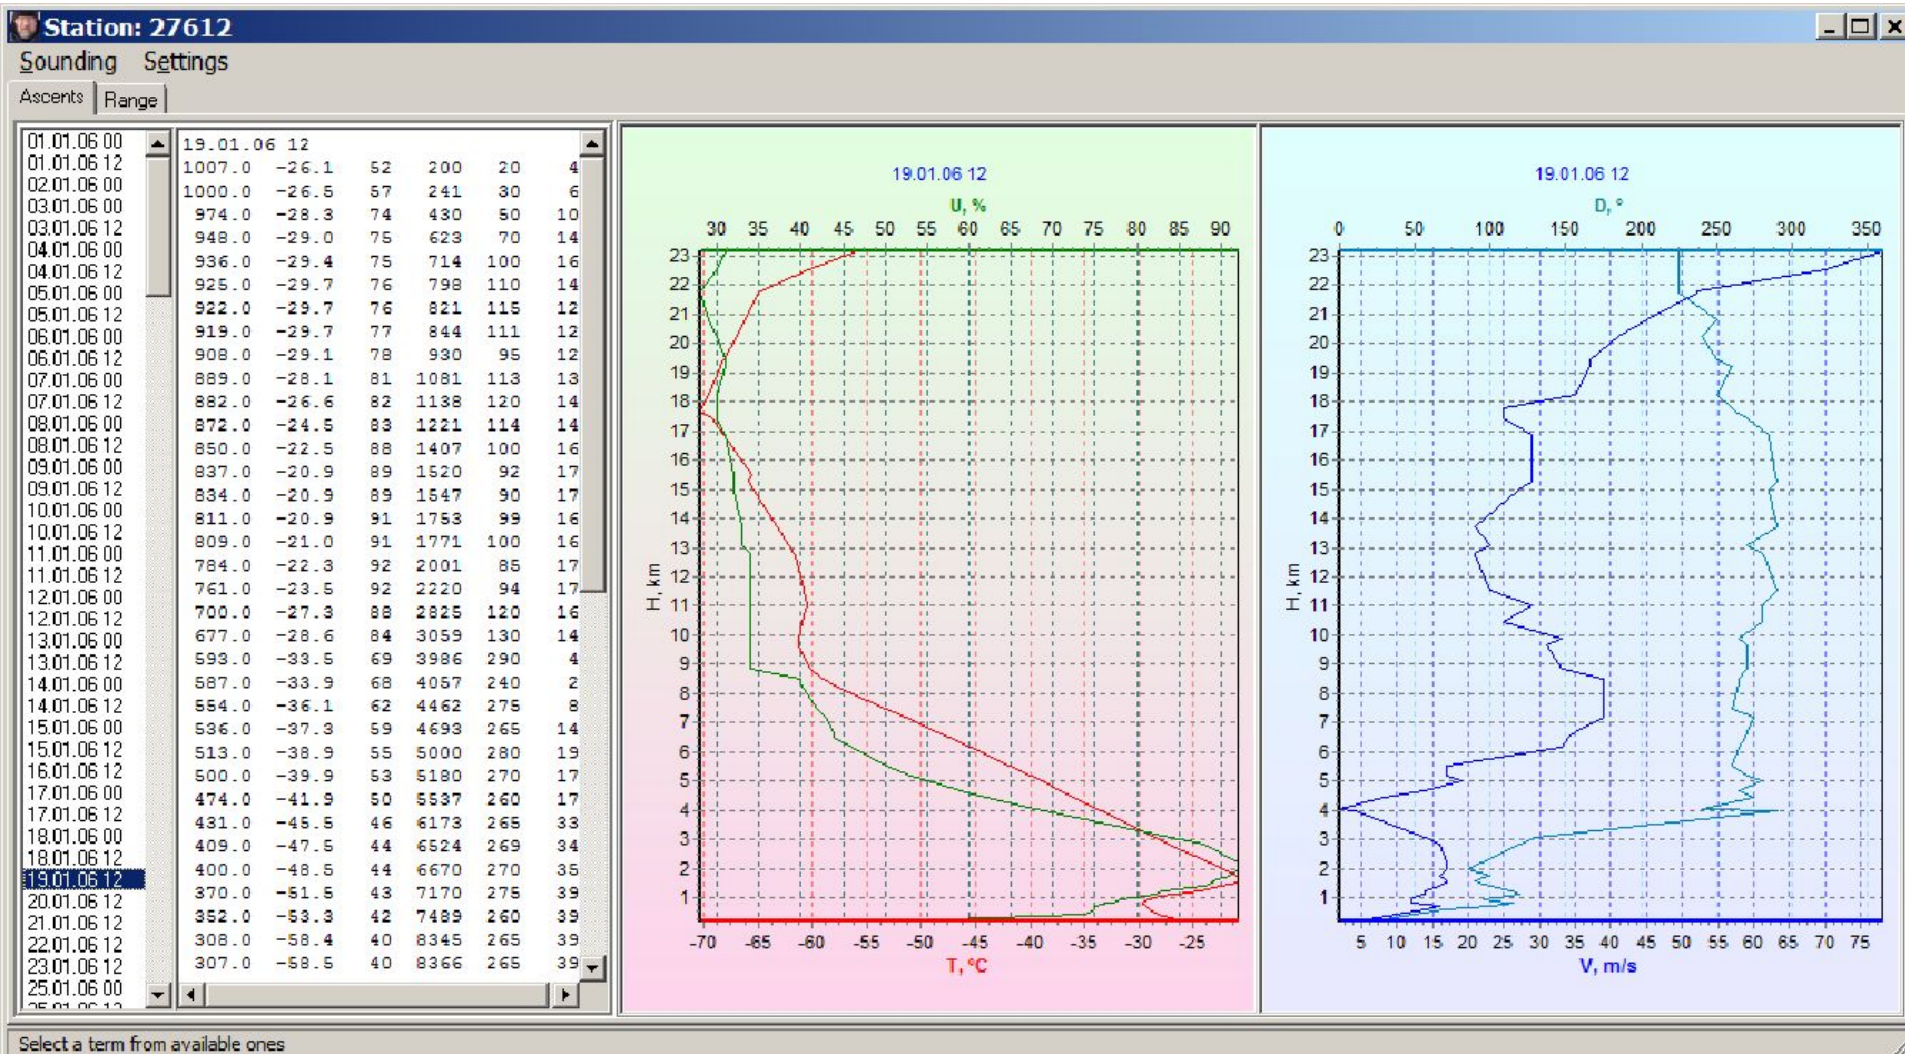 Station: 27612
Sounding Settings
Ascents Range
01.01.06 00
01.01.06 12
02.01.06 00
03.01.06 00
03.01.06 12
04.01.06 00
04.01.06 12
05.01.06 00
05.01.06 12
06.01.06 00
06.01.06 12
07.01.06 00
07.01.06 12
08.01.06 00
08.01.06 12
09.01.06 00
09.01.06 12
10.01.06 00
10.01.06 12
11.01.06 00
11.01.06 12
12.01.06 00
12.01.06 12
13.01.06 00
13.01.06 12
14.01.06 00
14.01.06 12
15.01.06 00
15.01.06 12
16.01.06 12
17.01.06 00
17.01.06 12
18.01.06 00
18.01.06 12
19.01.06 12
20.01.06 12
21.01.06 12
22.01.06 12
23.01.06 12
25.01.06 00
25.01.06 12
19.01.06 12
1007.0 -26.1 52 200 20 4
1000.0 -26.5 57 241 30 6
974.0 -28.3 74 430 50 10
948.0 -29.0 75 623 70 14
936.0 -29.4 75 714 100 16
925.0 -29.7 76 798 110 14
922.0 -29.7 76 821 115 12
919.0 -29.7 77 844 111 12
908.0 -29.1 78 930 95 12
889.0 -28.1 81 1081 113 13
882.0 -26.6 82 1138 120 14
872.0 -24.5 83 1221 114 14
850.0 -22.5 88 1407 100 16
837.0 -20.9 89 1520 92 17
834.0 -20.9 89 1547 90 17
811.0 -20.9 91 1753 99 16
809.0 -21.0 91 1771 100 16
784.0 -22.3 92 2001 85 17
761.0 -23.5 92 2220 94 17
700.0 -27.3 88 2825 120 16
677.0 -28.6 84 3059 130 14
593.0 -33.5 69 3986 290 4
587.0 -33.9 68 4057 240 2
554.0 -36.1 62 4462 275 8
536.0 -37.3 59 4693 265 14
513.0 -38.9 55 5000 280 19
500.0 -39.9 53 5180 270 17
474.0 -41.9 50 5537 260 17
431.0 -45.5 46 6173 265 33
409.0 -47.5 44 6524 269 34
400.0 -48.5 44 6670 270 35
370.0 -51.5 43 7170 275 39
352.0 -53.3 42 7489 260 39
308.0 -58.4 40 8345 265 39
307.0 -58.5 40 8366 265 39
19.01.06 12
U, %
30 35 40 45 50 55 60 65 70 75 80 85 90
23
22
21
20
19
18
17
16
15
14
13
12
11
10
9
8
7
6
5
4
3
2
1
H, km
-70 -65 -60 -55 -50 -45 -40 -35 -30 -25
T, ºC
19.01.06 12
D, º
0 50 100 150 200 250 300 350
23
22
21
20
19
18
17
16
15
14
13
12
11
10
9
8
7
6
5
4
3
2
1
H, km
5 10 15 20 25 30 35 40 45 50 55 60 65 70 75
V, m/s
Select a term from available ones